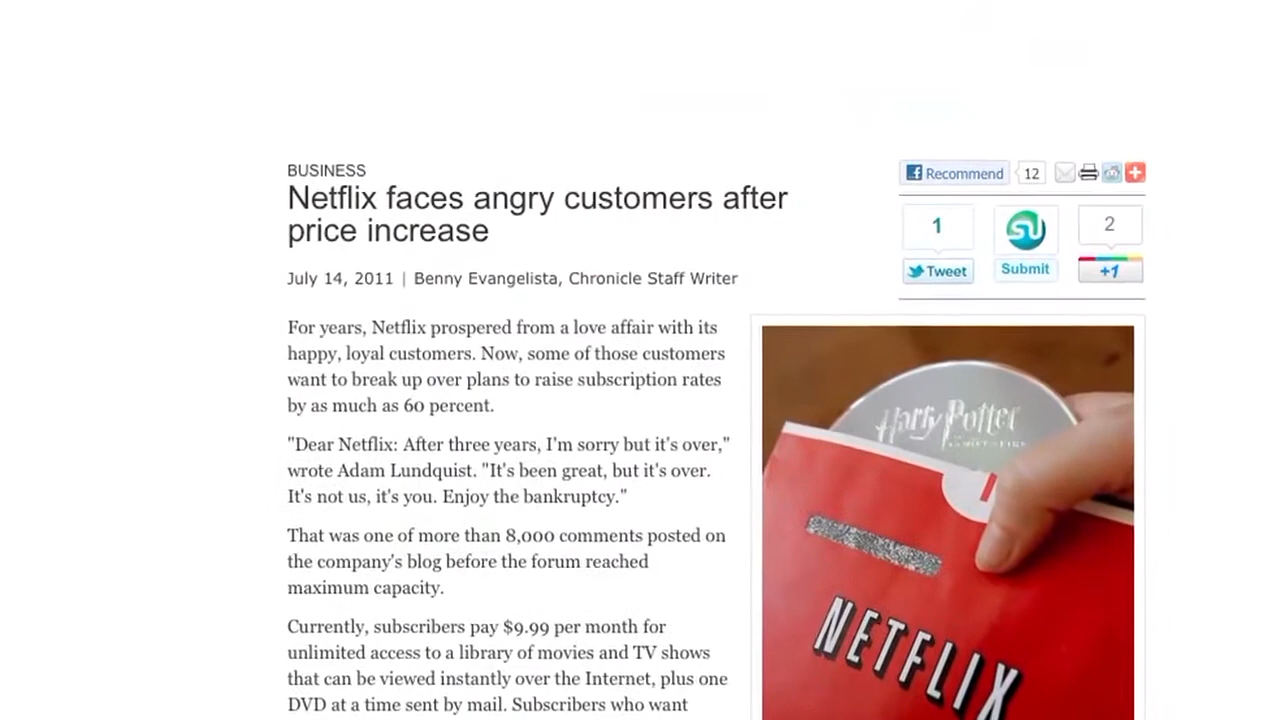 BUSINESS
Netflix faces angry customers after
price increase
July 14, 2011 | Benny Evangelista, Chronicle Staff Writer
Recommend 12
1
2
Tweet
Submit
+1
For years, Netflix prospered from a love affair with its
happy, loyal customers. Now, some of those customers
want to break up over plans to raise subscription rates
by as much as 60 percent.
"Dear Netflix: After three years, I'm sorry but it's over,"
wrote Adam Lundquist. "It's been great, but it's over.
It's not us, it's you. Enjoy the bankruptcy."
That was one of more than 8,000 comments posted on
the company's blog before the forum reached
maximum capacity.
Currently, subscribers pay $9.99 per month for
unlimited access to a library of movies and TV shows
that can be viewed instantly over the Internet, plus one
DVD at a time sent by mail. Subscribers who want
Harry Potter
NETFLIX